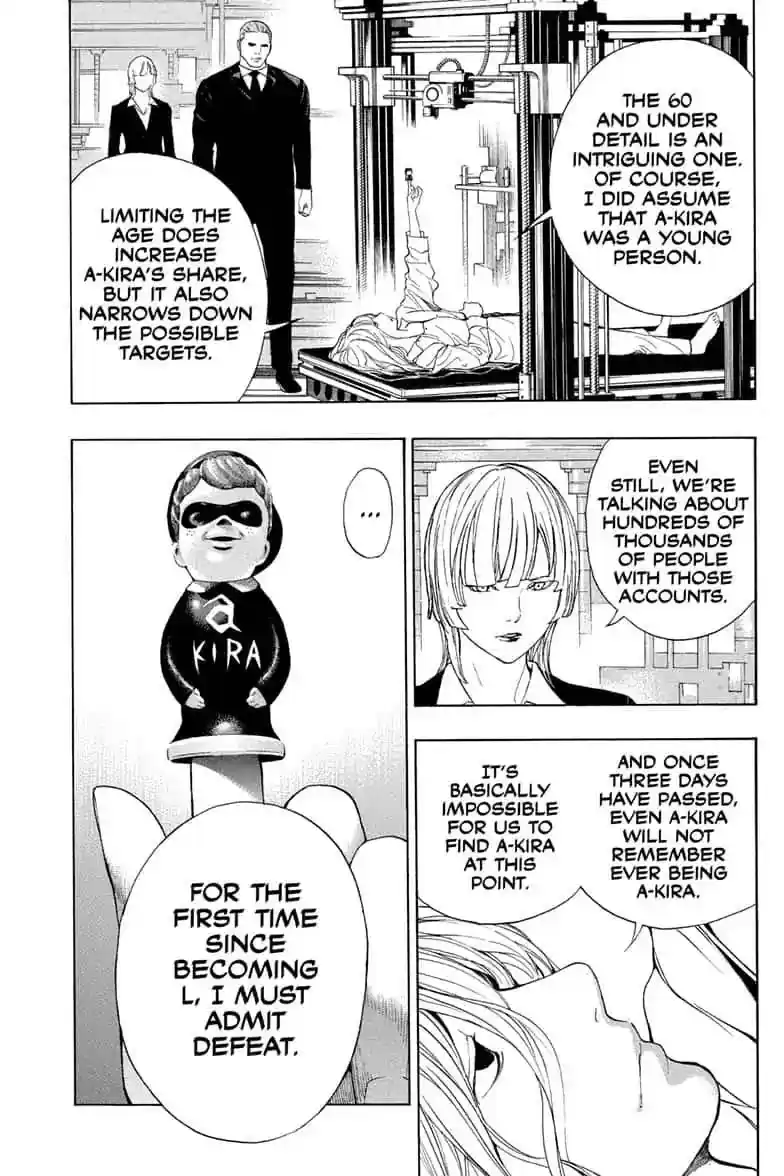 THE 60
AND UNDER
DETAIL IS AN
INTRIGUING ONE.
OF COURSE,
I DID ASSUME
THAT A-KIRA
WAS A YOUNG
PERSON.
LIMITING THE
AGE DOES
INCREASE
A-KIRA'S SHARE,
BUT IT ALSO
NARROWS DOWN
THE POSSIBLE
TARGETS.
EVEN
STILL, WE'RE
TALKING ABOUT
HUNDREDS OF
THOUSANDS
OF PEOPLE
WITH THOSE
ACCOUNTS.
AND ONCE
THREE DAYS
HAVE PASSED,
EVEN A-KIRA
WILL NOT
REMEMBER
EVER BEING
A-KIRA.
IT'S
BASICALLY
IMPOSSIBLE
FOR US TO
FIND A-KIRA
AT THIS
POINT.
...
a
KIRA
FOR THE
FIRST TIME
SINCE
BECOMING
L, I MUST
ADMIT
DEFEAT.